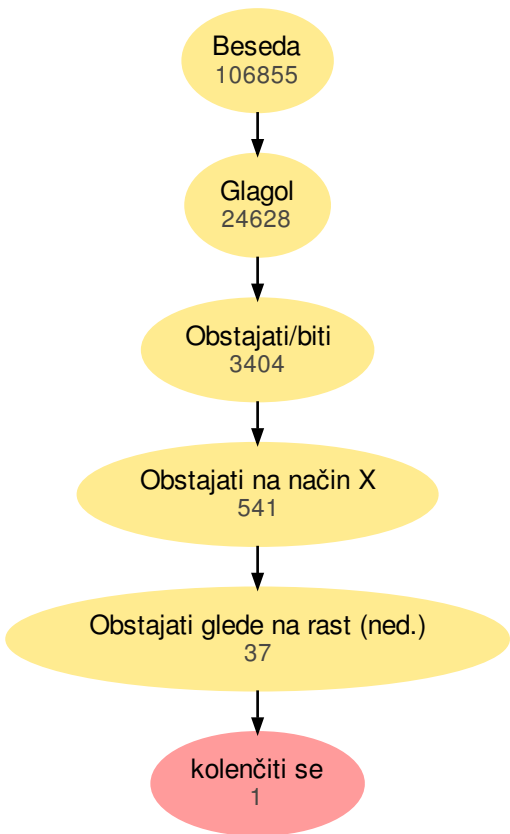 Beseda
106855
Glagol
24628
Obstajati/biti
3404
Obstajati na način X
541
Obstajati glede na rast (ned.)
37
kolenčiti se
1